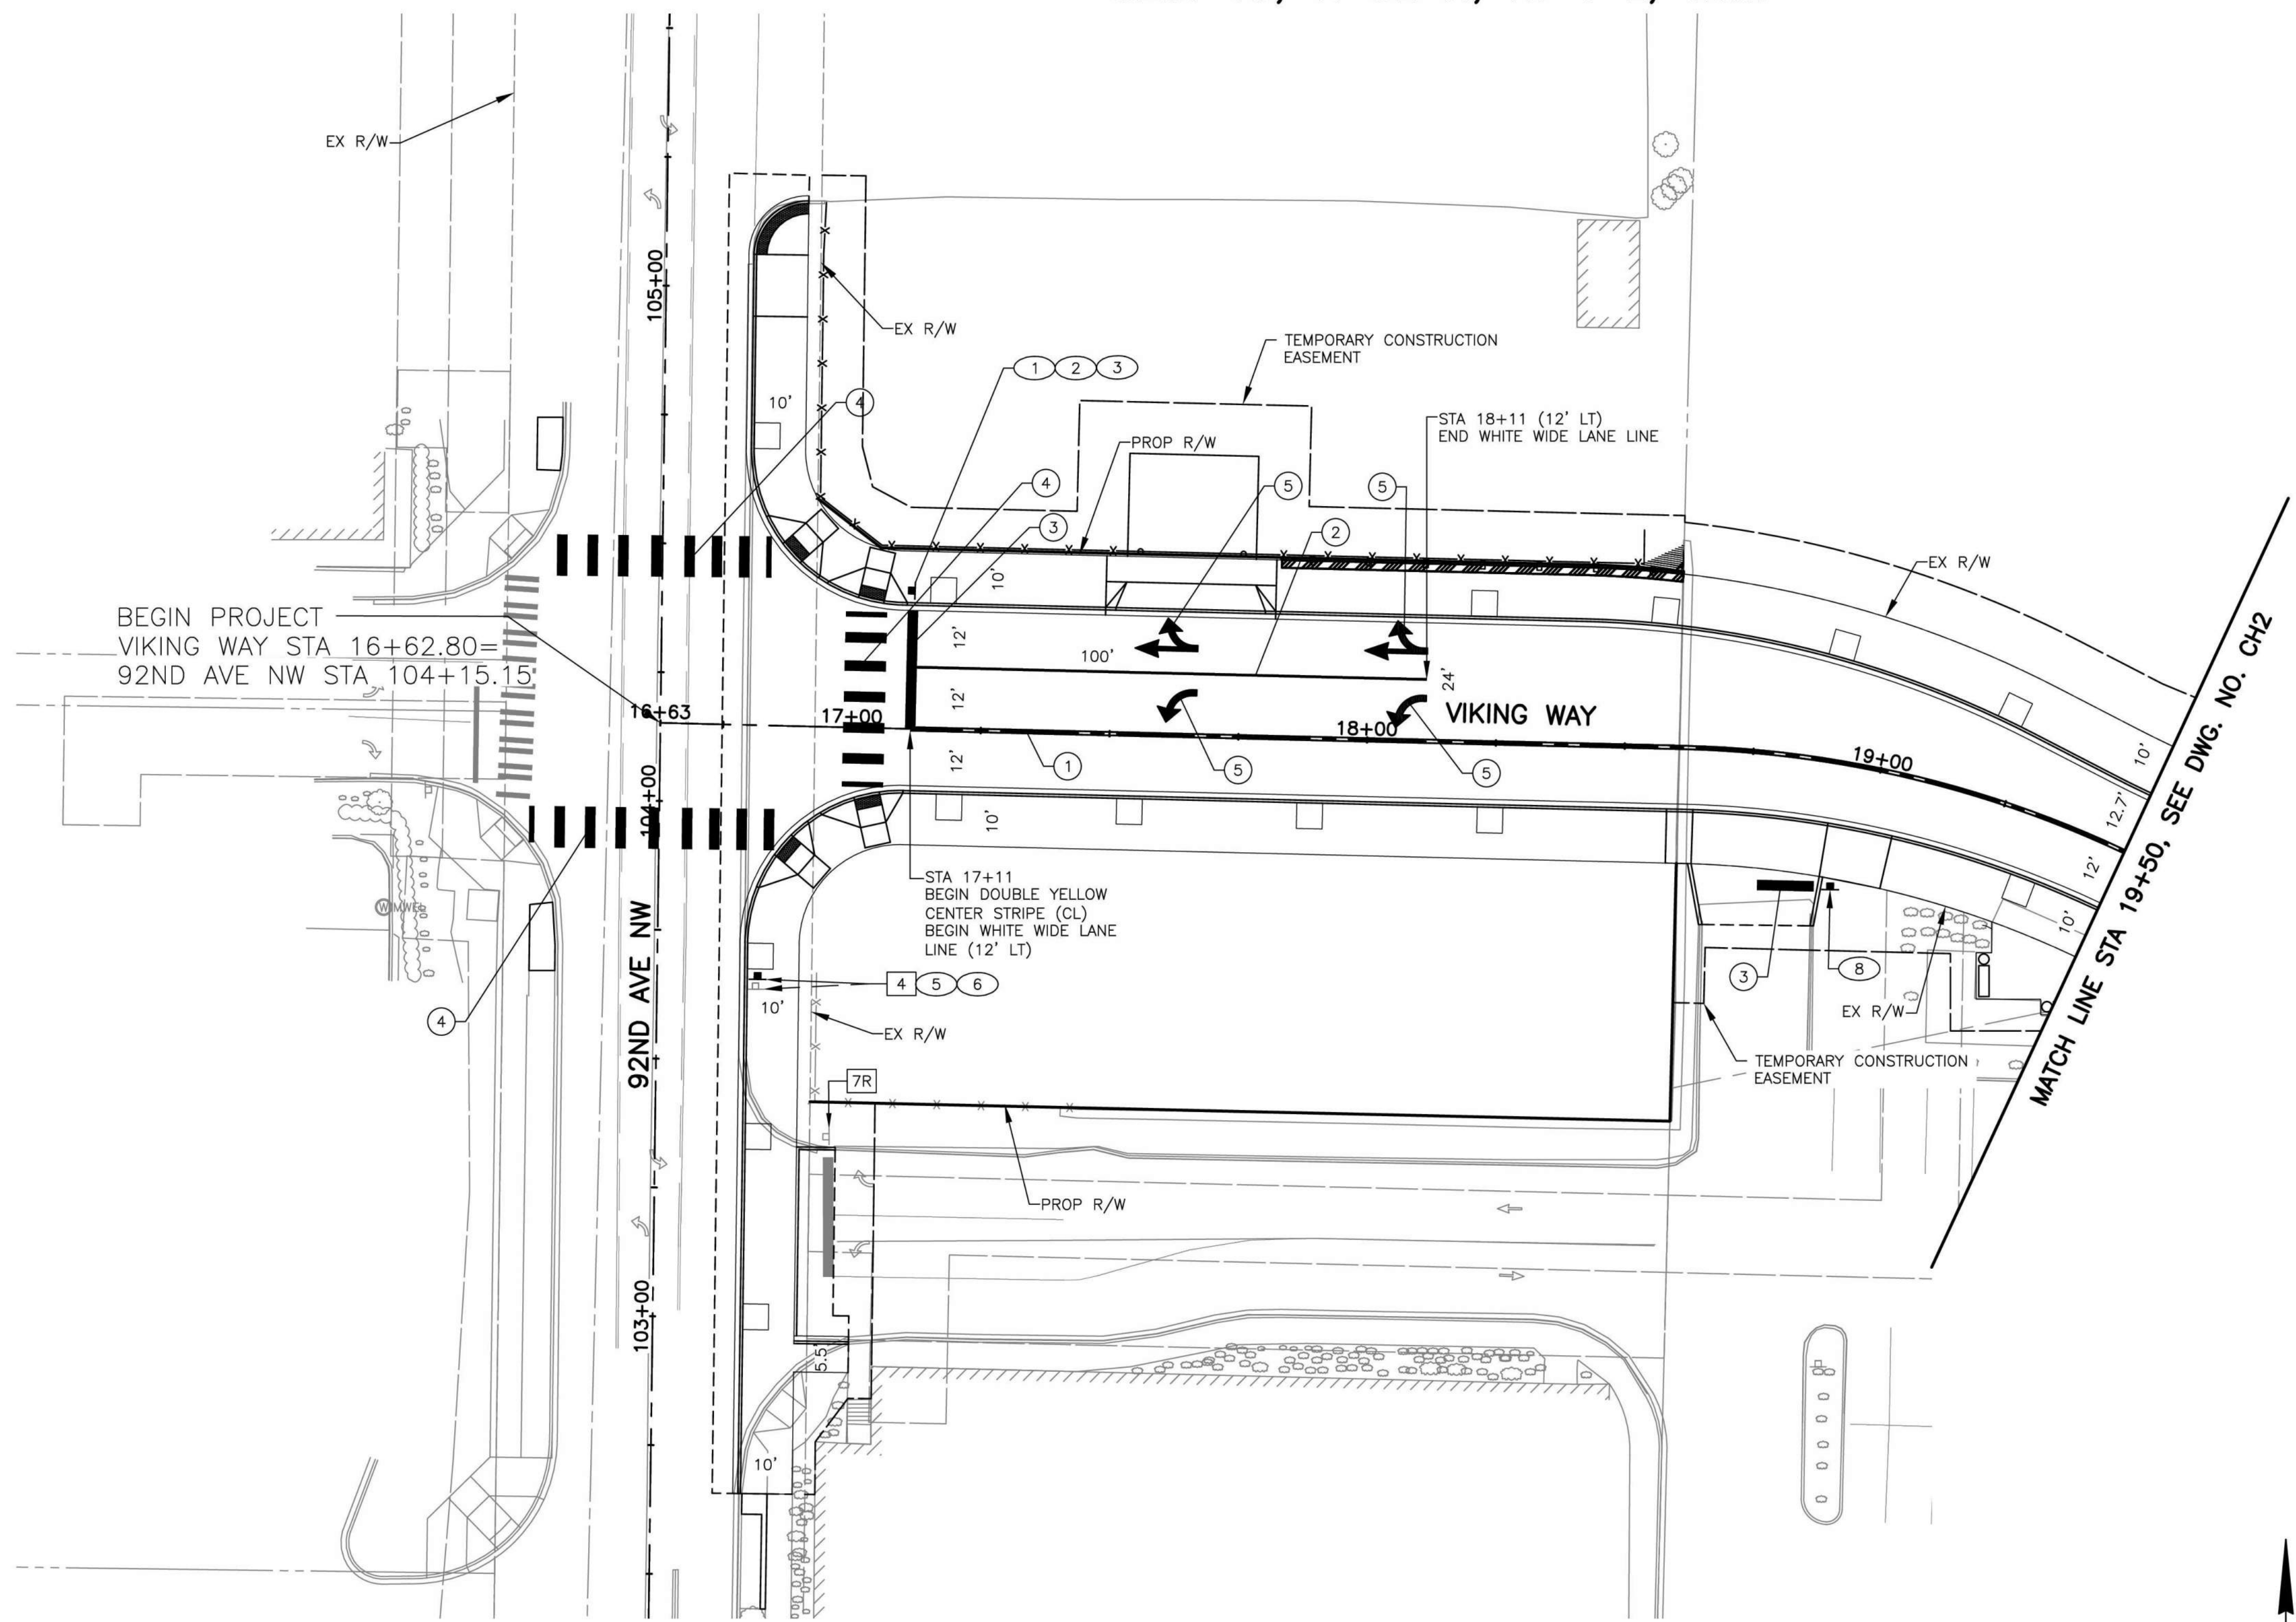 EX R/W
105+00
EX R/W
TEMPORARY CONSTRUCTION
EASEMENT
1 2 3
10'
4
STA 18+11 (12' LT)
END WHITE WIDE LANE LINE
PROP R/W
4
5
5
3
2
EX R/W
10'
BEGIN PROJECT
VIKING WAY STA 16+62.80=
92ND AVE NW STA 104+15.15
12'
100'
24'
12'
16+63
17+00
18+00
VIKING WAY
12'
1
5
5
19+00
10'
12.7'
12'
10'
MATCH LINE STA 19+50, SEE DWG. NO. CH2
104+00
10'
STA 17+11
BEGIN DOUBLE YELLOW
CENTER STRIPE (CL)
BEGIN WHITE WIDE LANE
LINE (12' LT)
92ND AVE NW
4
4 5 6
10'
EX R/W
3
8
EX R/W
TEMPORARY CONSTRUCTION
EASEMENT
7R
PROP R/W
103+00
5.5'
10'